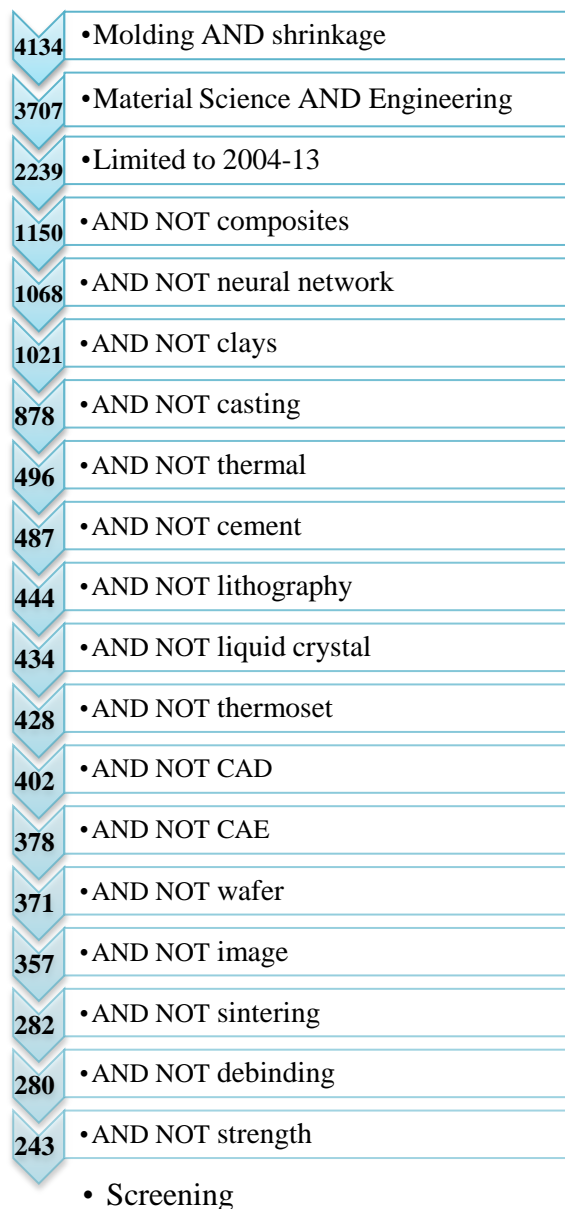 4134 •Molding AND shrinkage
3707 •Material Science AND Engineering
2239 •Limited to 2004-13
1150 •AND NOT composites
1068 •AND NOT neural network
1021 •AND NOT clays
878 •AND NOT casting
496 •AND NOT thermal
487 •AND NOT cement
444 •AND NOT lithography
434 •AND NOT liquid crystal
428 •AND NOT thermoset
402 •AND NOT CAD
378 •AND NOT CAE
371 •AND NOT wafer
357 •AND NOT image
282 •AND NOT sintering
280 •AND NOT debinding
243 •AND NOT strength
• Screening